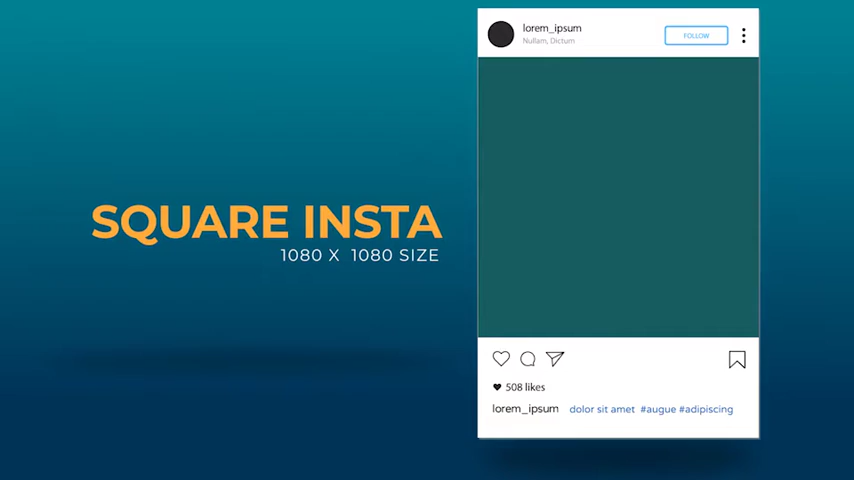 SQUARE INSTA
1080 X 1080 SIZE
lorem_ipsum
Nullam, Dictum
FOLLOW
508 likes
lorem_ipsum dolor sit amet #augue #adipiscing